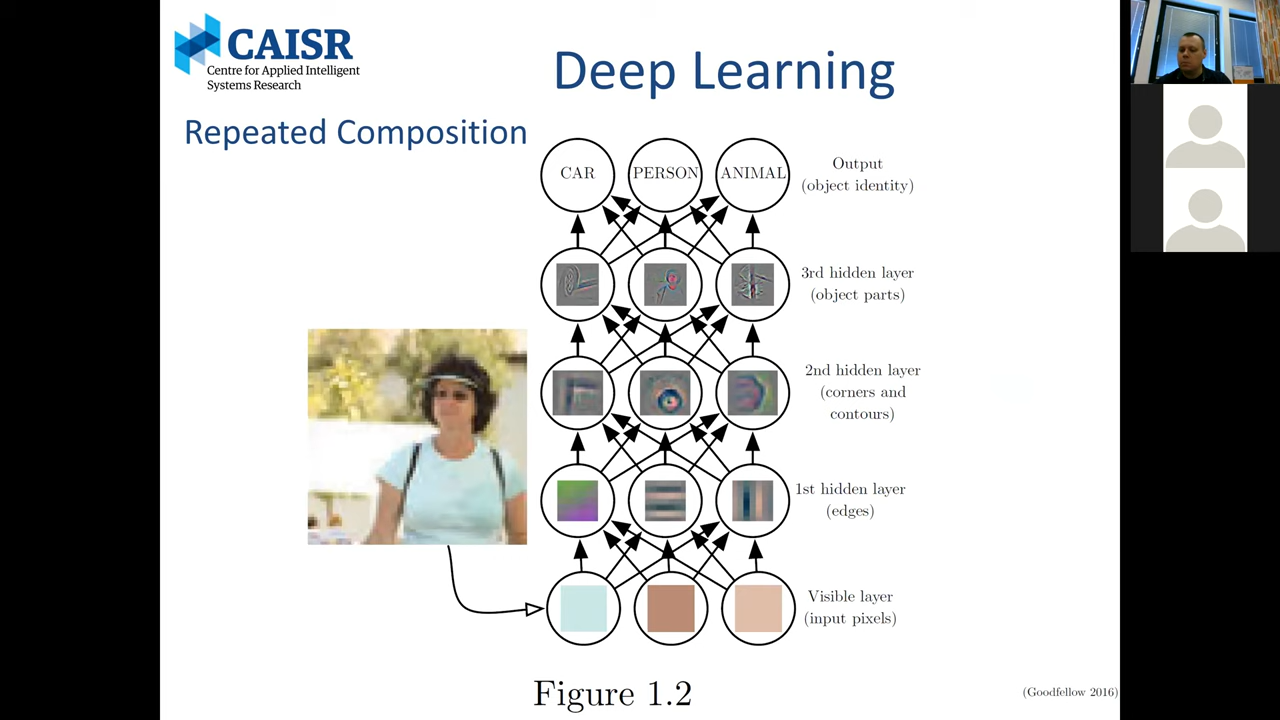 CAISR
Centre for Applied Intelligent
Systems Research
Deep Learning
Repeated Composition
CAR
PERSON
ANIMAL
Output
(object identity)
3rd hidden layer
(object parts)
2nd hidden layer
(corners and
contours)
1st hidden layer
(edges)
Visible layer
(input pixels)
Figure 1.2
(Goodfellow 2016)